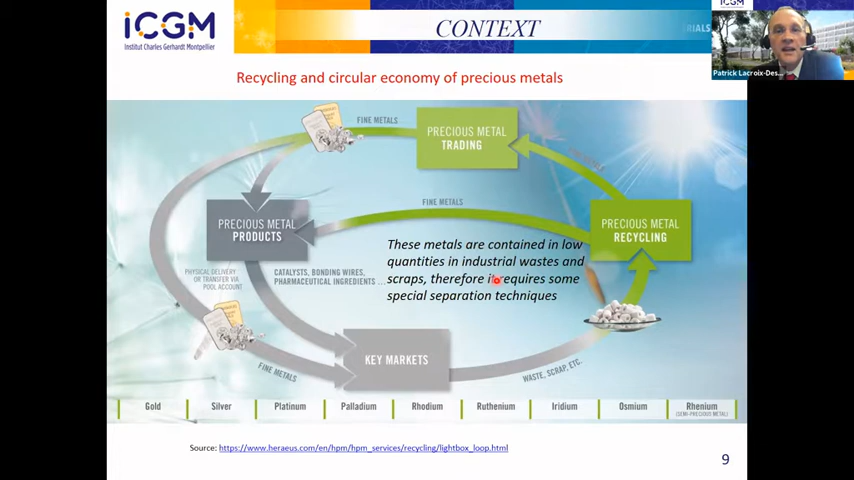 iCGM
Institut Charles Gerhardt Montpellier
CONTEXT
iCGM
Patrick Lacroix-Des...
Recycling and circular economy of precious metals
FINE METALS
PRECIOUS METAL
TRADING
PRECIOUS METAL
PRODUCTS
FINE METALS
PRECIOUS METAL
RECYCLING
These metals are contained in low
quantities in industrial wastes and
scraps, therefore it requires some
special separation techniques
PHYSICAL DELIVERY
OR TRANSFER VIA
POOL ACCOUNT
CATALYSTS, BONDING WIRES,
PHARMACEUTICAL INGREDIENTS ...
KEY MARKETS
FINE METALS
WASTE, SCRAP, ETC.
Gold
Silver
Platinum
Palladium
Rhodium
Ruthenium
Iridium
Osmium
Rhenium
(SEMI-PRECIOUS METAL)
Source: https://www.heraeus.com/en/hpm/hpm_services/recycling/lightbox_loop.html
9